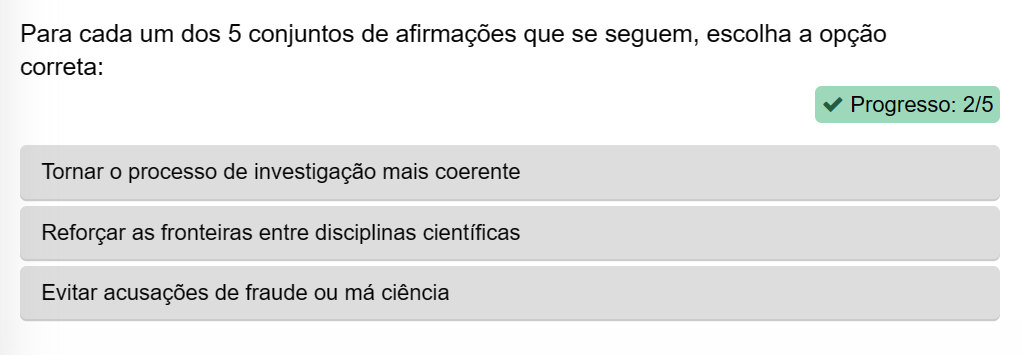 Para cada um dos 5 conjuntos de afirmações que se seguem, escolha a opção
correta:
Progresso: 2/5
Tornar o processo de investigação mais coerente
Reforçar as fronteiras entre disciplinas científicas
Evitar acusações de fraude ou má ciência